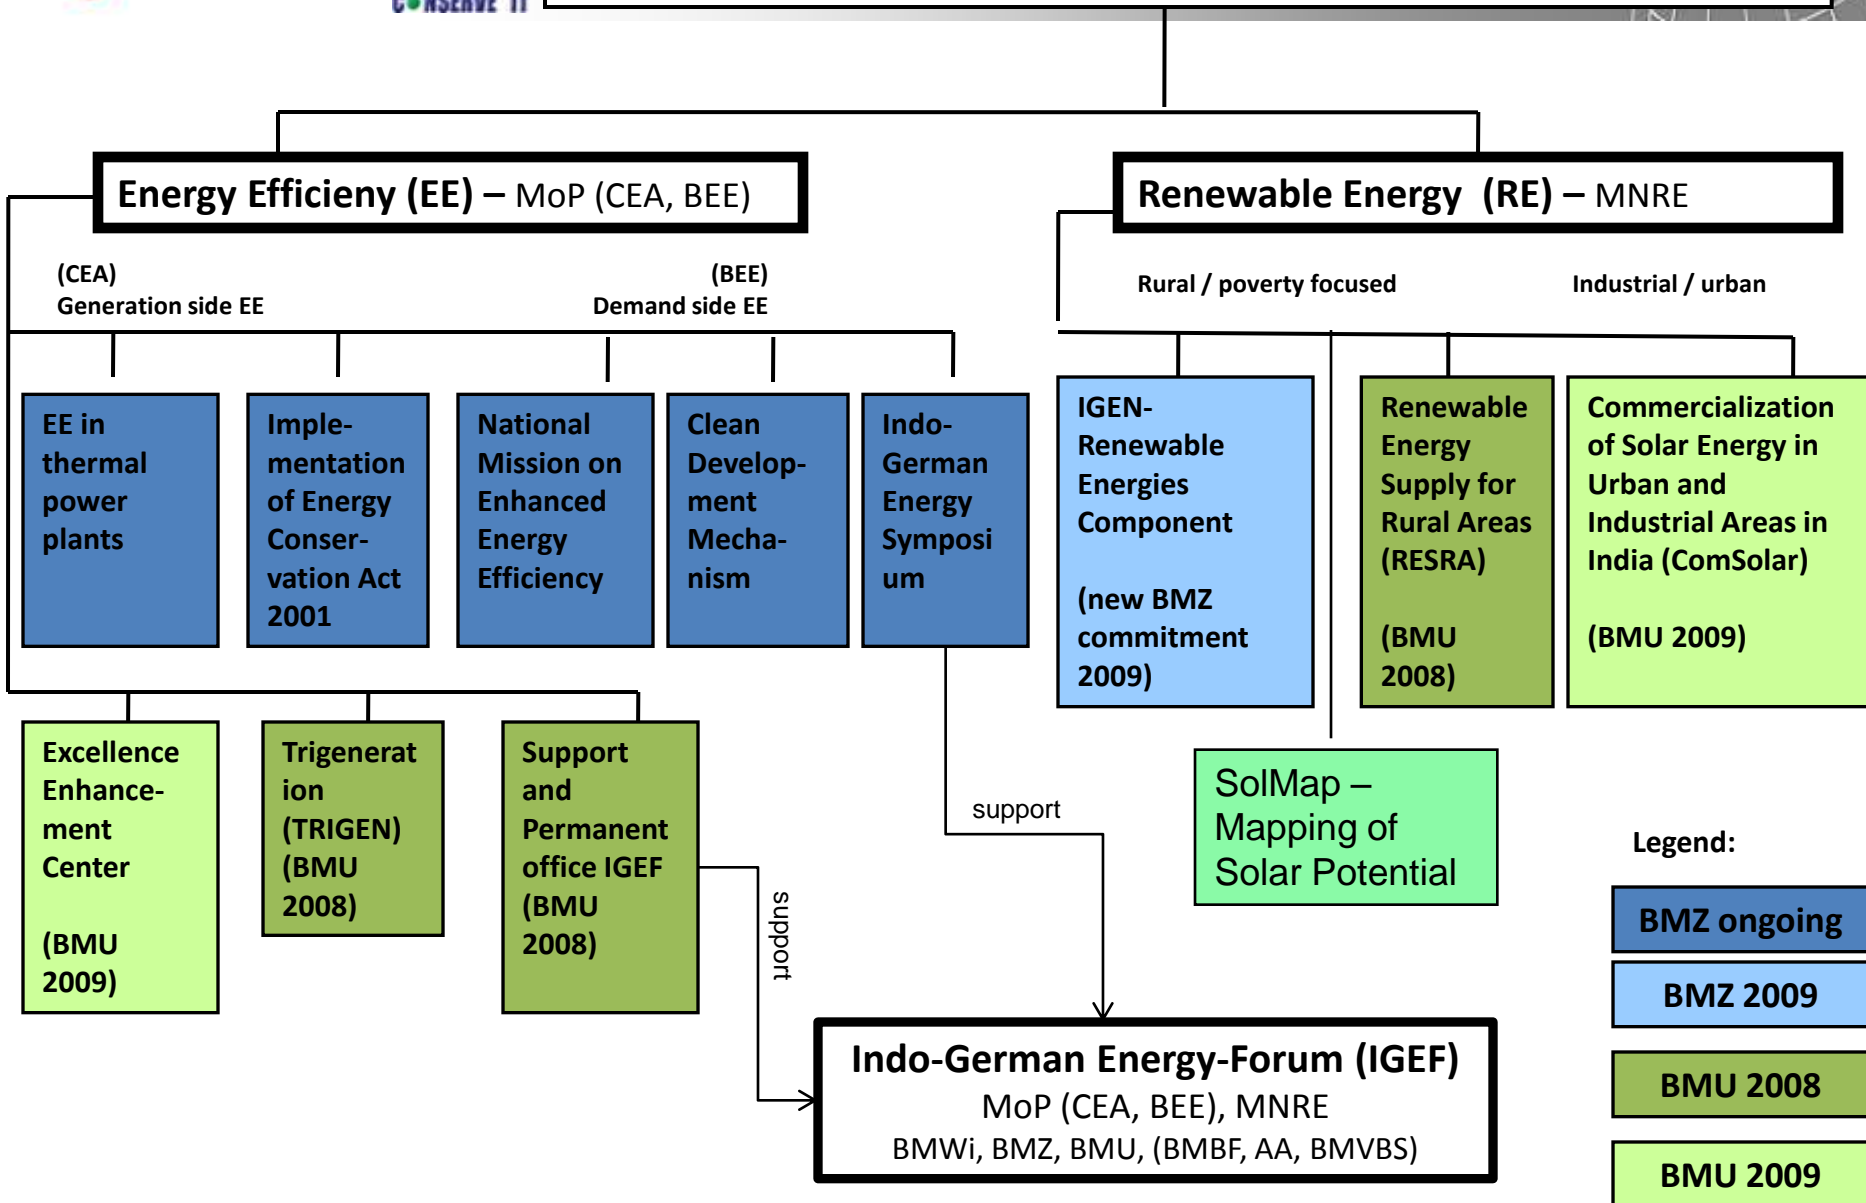 CONSERVE IT
Energy Efficieny (EE) – MoP (CEA, BEE)
Renewable Energy (RE) – MNRE
(CEA)
Generation side EE
(BEE)
Demand side EE
Rural / poverty focused
Industrial / urban
EE in
thermal
power
plants
Imple-
mentation
of Energy
Conser-
vation Act
2001
National
Mission on
Enhanced
Energy
Efficiency
Clean
Develop-
ment
Mecha-
nism
Indo-
German
Energy
Symposi
um
IGEN-
Renewable
Energies
Component
(new BMZ
commitment
2009)
Renewable
Energy
Supply for
Rural Areas
(RESRA)
(BMU
2008)
Commercialization
of Solar Energy in
Urban and
Industrial Areas in
India (ComSolar)
(BMU 2009)
Excellence
Enhance-
ment
Center
(BMU
2009)
Trigenerat
ion
(TRIGEN)
(BMU
2008)
Support
and
Permanent
office IGEF
(BMU
2008)
support
support
SolMap –
Mapping of
Solar Potential
Legend:
BMZ ongoing
BMZ 2009
BMU 2008
BMU 2009
Indo-German Energy-Forum (IGEF)
MoP (CEA, BEE), MNRE
BMWi, BMZ, BMU, (BMBF, AA, BMVBS)